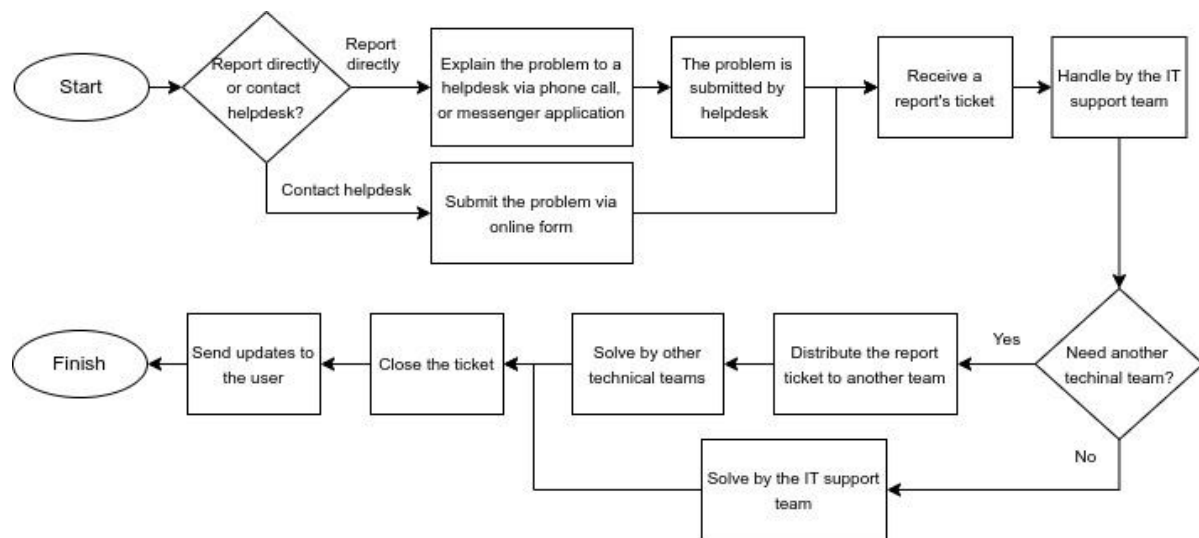 Start
Report directly
or contact
helpdesk?
Report
directly
Explain the problem to a
helpdesk via phone call,
or messenger application
The problem is
submitted by
helpdesk
Receive a
report's ticket
Handle by the IT
support team
Contact helpdesk
Submit the problem via
online form
Finish
Send updates to
the user
Close the ticket
Solve by other
technical teams
Distribute the report
ticket to another team
Yes
Need another
techinal team?
No
Solve by the IT support
team